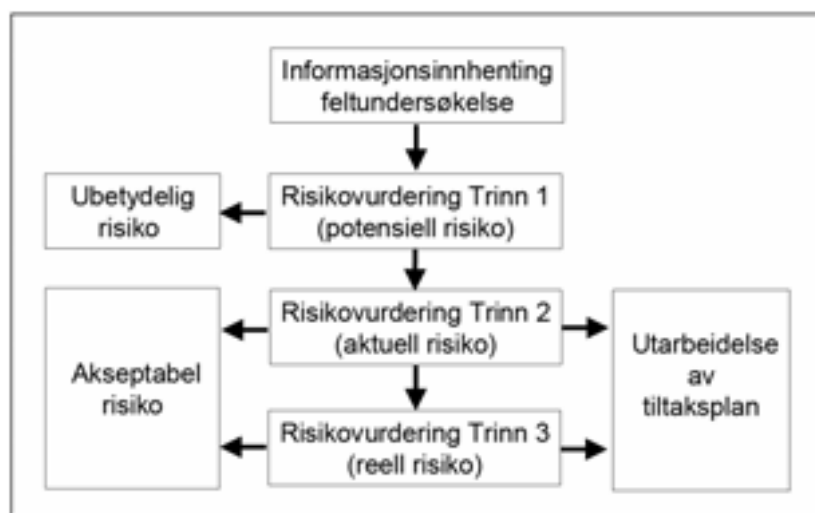 Informasjonsinnhenting
feltundersøkelse
Ubetydelig
risiko
Risikovurdering Trinn 1
(potensiell risiko)
Akseptabel
risiko
Risikovurdering Trinn 2
(aktuell risiko)
Utarbeidelse
av
tiltaksplan
Risikovurdering Trinn 3
(reell risiko)